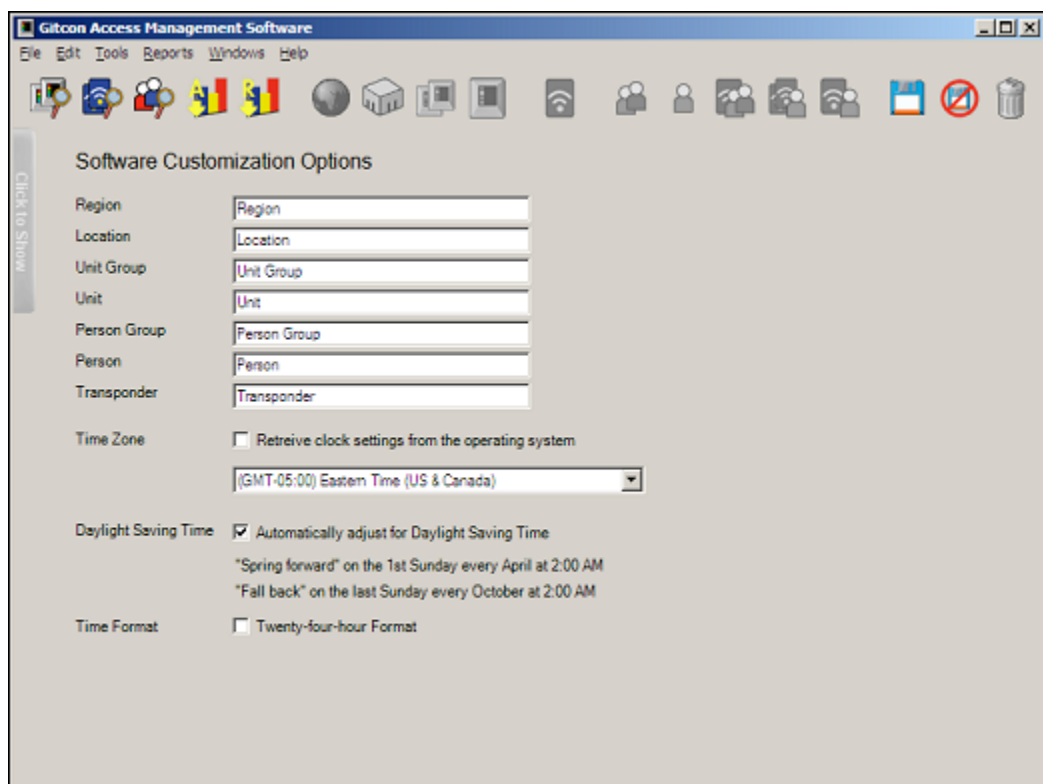 Gitcon Access Management Software
File Edit Tools Reports Windows Help
Click to Show
Software Customization Options
Region Region
Location Location
Unit Group Unit Group
Unit Unit
Person Group Person Group
Person Person
Transponder Transponder
Time Zone Retreive clock settings from the operating system
(GMT-05:00) Eastern Time (US & Canada)
Daylight Saving Time Automatically adjust for Daylight Saving Time
"Spring forward" on the 1st Sunday every April at 2:00 AM
"Fall back" on the last Sunday every October at 2:00 AM
Time Format Twenty-four-hour Format